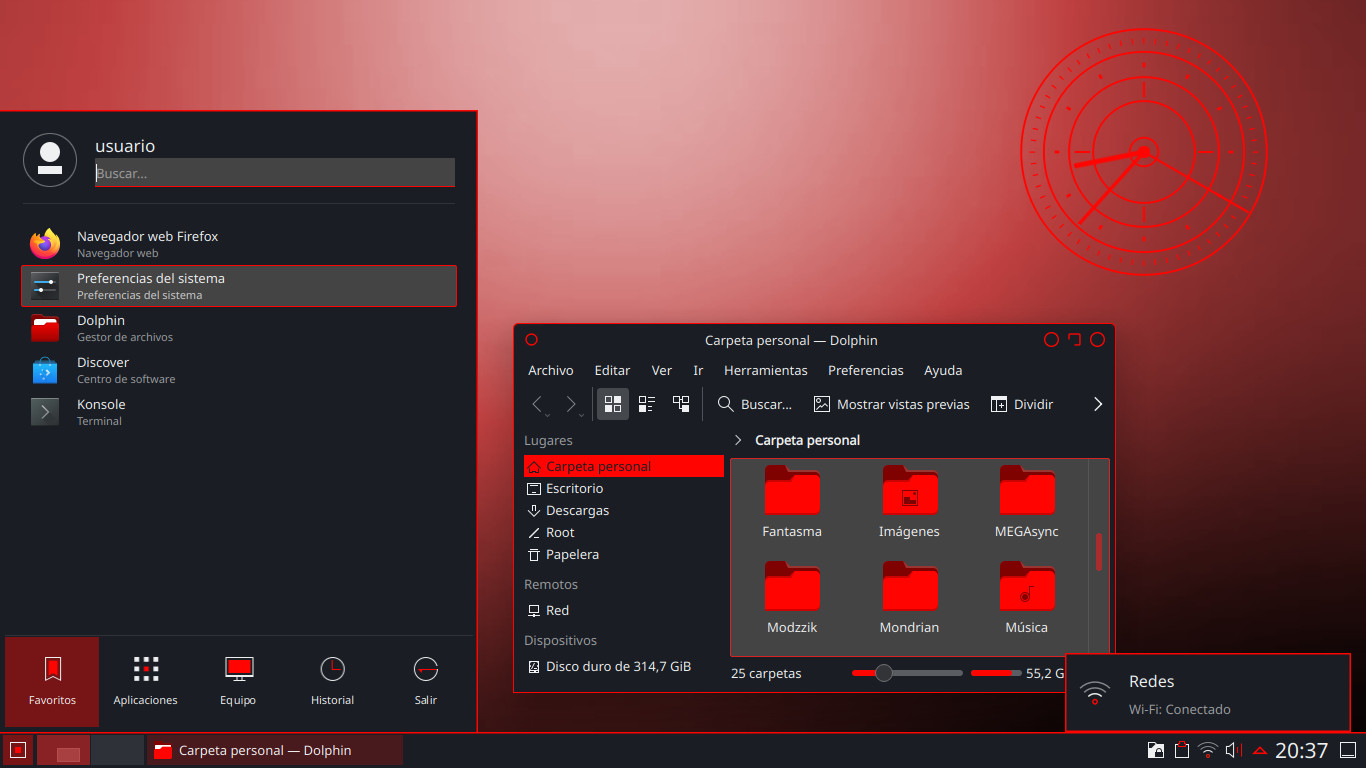 usuario
Buscar...
Navegador web Firefox
Navegador web
Preferencias del sistema
Preferencias del sistema
Dolphin
Gestor de archivos
Discover
Centro de software
Konsole
Terminal
Favoritos
Aplicaciones
Equipo
Historial
Salir
Carpeta personal — Dolphin
Archivo Editar Ver Ir Herramientas Preferencias Ayuda
Buscar... Mostrar vistas previas Dividir
Lugares
Carpeta personal
Escritorio
Descargas
Root
Papelera
Remotos
Red
Dispositivos
Disco duro de 314,7 GiB
Carpeta personal
Fantasma Imágenes MEGAsync
Modzzik Mondrian Música
25 carpetas 55,2 G
Redes
Wi-Fi: Conectado
Carpeta personal — Dolphin
20:37